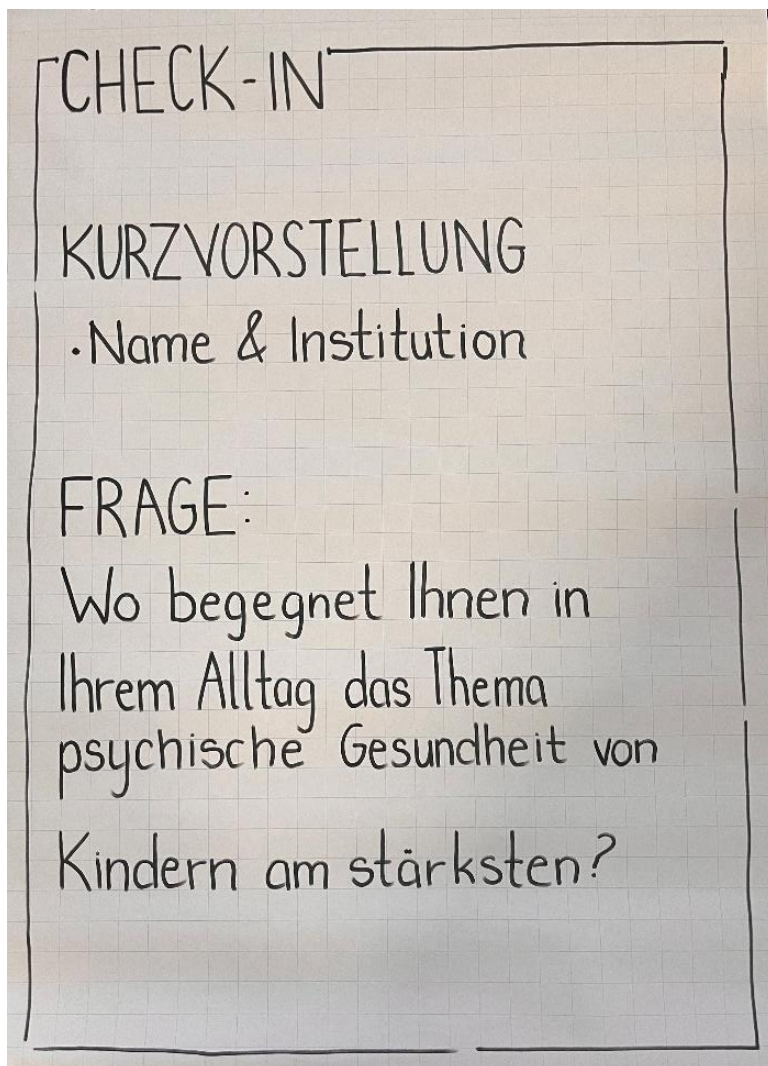 CHECK-IN
KURZVORSTELLUNG
· Name & Institution
FRAGE:
Wo begegnet Ihnen in
Ihrem Alltag das Thema
psychische Gesundheit von
Kindern am stärksten?